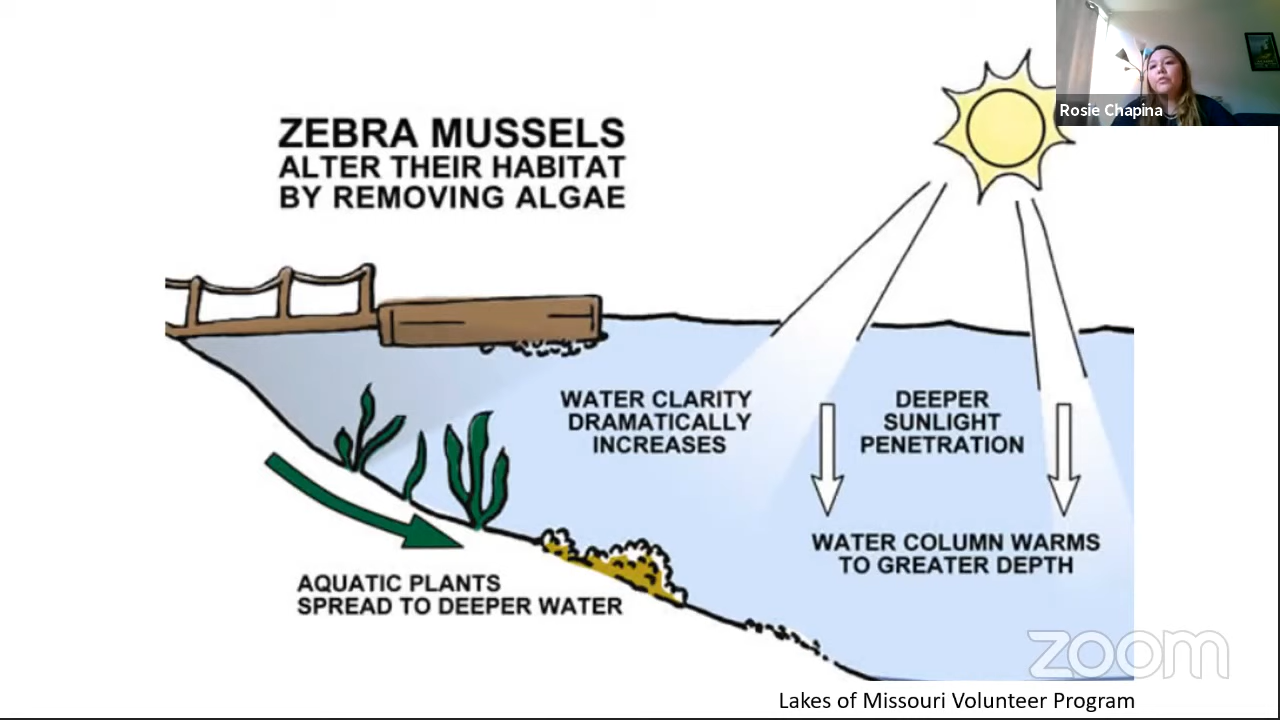 Rosie Chapina
ZEBRA MUSSELS
ALTER THEIR HABITAT
BY REMOVING ALGAE
WATER CLARITY
DRAMATICALLY
INCREASES
DEEPER
SUNLIGHT
PENETRATION
WATER COLUMN WARMS
TO GREATER DEPTH
AQUATIC PLANTS
SPREAD TO DEEPER WATER
zoom
Lakes of Missouri Volunteer Program